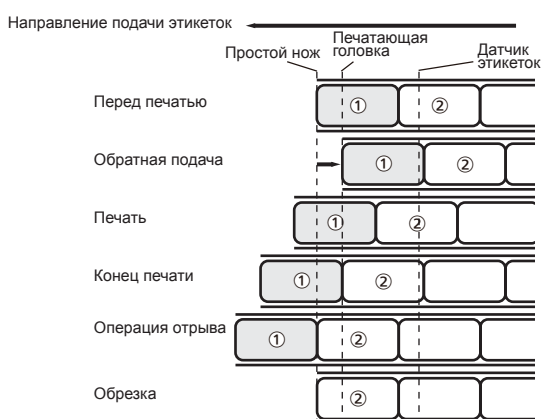 Направление подачи этикеток
Простой нож
Печатающая
головка
Датчик
этикеток
Перед печатью
① ②
Обратная подача
① ②
Печать
① ②
Конец печати
① ②
Операция отрыва
① ②
Обрезка
②